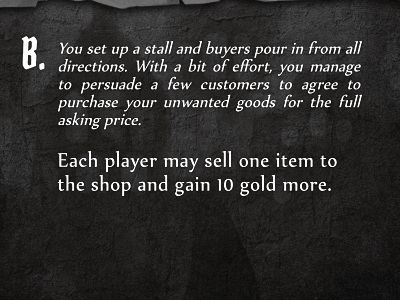 B.
You set up a stall and buyers pour in from all
directions. With a bit of effort, you manage
to persuade a few customers to agree to
purchase your unwanted goods for the full
asking price.
Each player may sell one item to
the shop and gain 10 gold more.